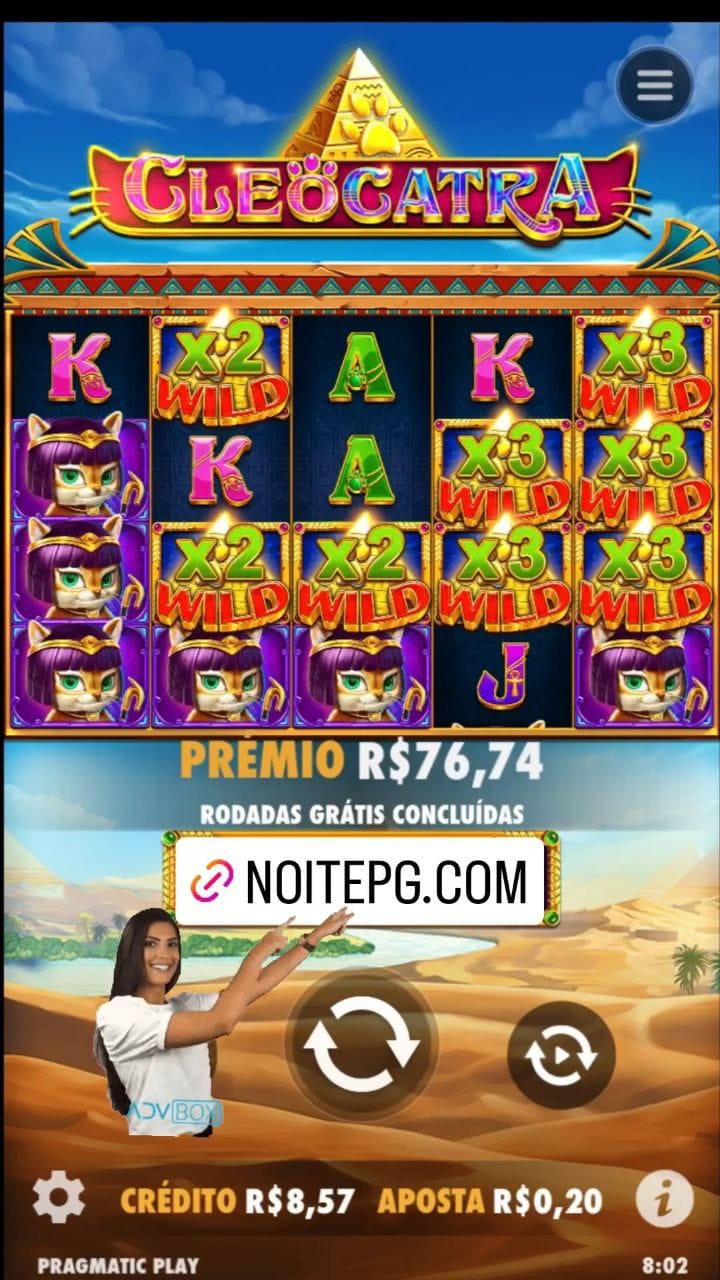 CLEOCATRA
K
x2
WILD
A
K
x3
WILD
K
A
x3
WILD
x3
WILD
x2
WILD
x2
WILD
x3
WILD
x3
WILD
J
PRÊMIO R$76,74
RODADAS GRÁTIS CONCLUÍDAS
NOITEPG.COM
ADVBOX
CRÉDITO R$8,57 APOSTA R$0,20
PRAGMATIC PLAY
8:02